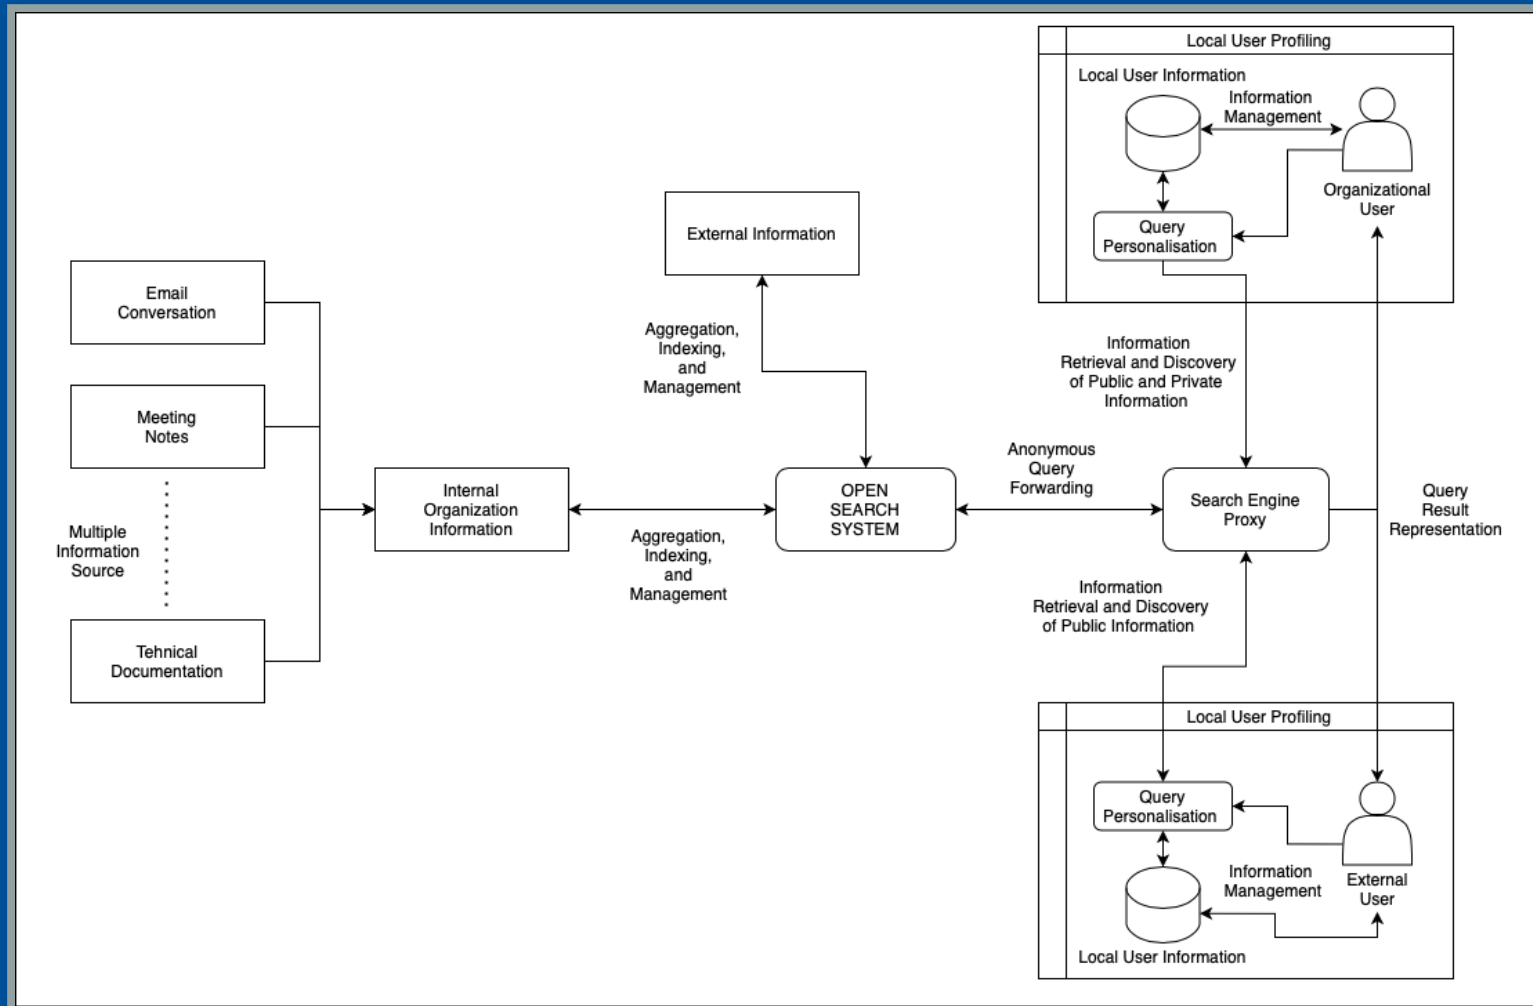 Local User Profiling
Local User Information
Information
Management
Organizational
User
Query
Personalisation
External Information
Email
Conversation
Aggregation,
Indexing,
and
Management
Information
Retrieval and Discovery
of Public and Private
Information
Meeting
Notes
Anonymous
Query
Forwarding
Internal
Organization
Information
OPEN
SEARCH
SYSTEM
Search Engine
Proxy
Query
Result
Representation
Multiple
Information
Source
Aggregation,
Indexing,
and
Management
Information
Retrieval and Discovery
of Public Information
Tehnical
Documentation
Local User Profiling
Query
Personalisation
Information
Management
External
User
Local User Information